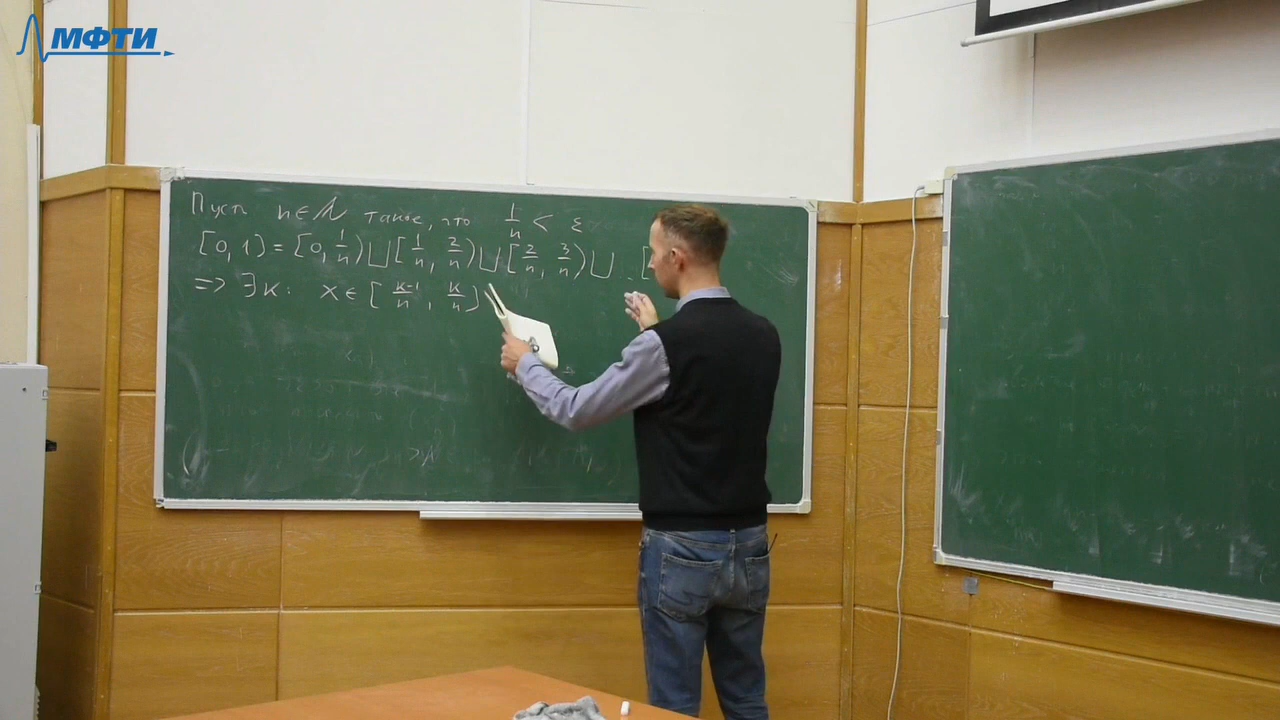 МФТИ
Пусть n ∈ N такое, что 1/n < ε
[0, 1) = [0, 1/n) ⊔ [1/n, 2/n) ⊔ [2/n, 3/n) ⊔ . [
=> ∃ k: x ∈ [k-1/n, k/n)